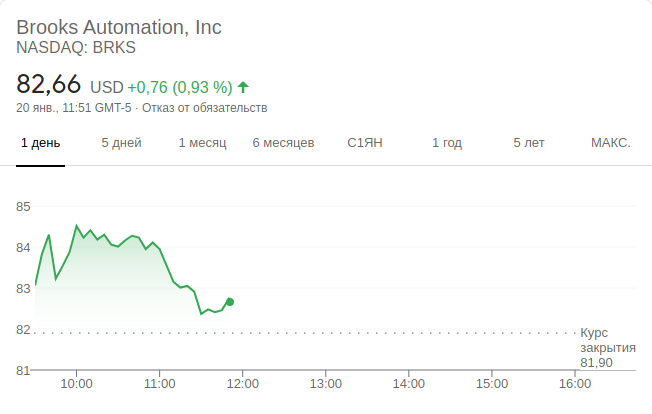 Brooks Automation, Inc
NASDAQ: BRKS
82,66 USD +0,76 (0,93 %)
20 янв., 11:51 GMT-5 · Отказ от обязательств
1 день 5 дней 1 месяц 6 месяцев С1ЯН 1 год 5 лет МАКС.
85
84
83
82
Курс
закрытия
81,90
81
10:00 11:00 12:00 13:00 14:00 15:00 16:00